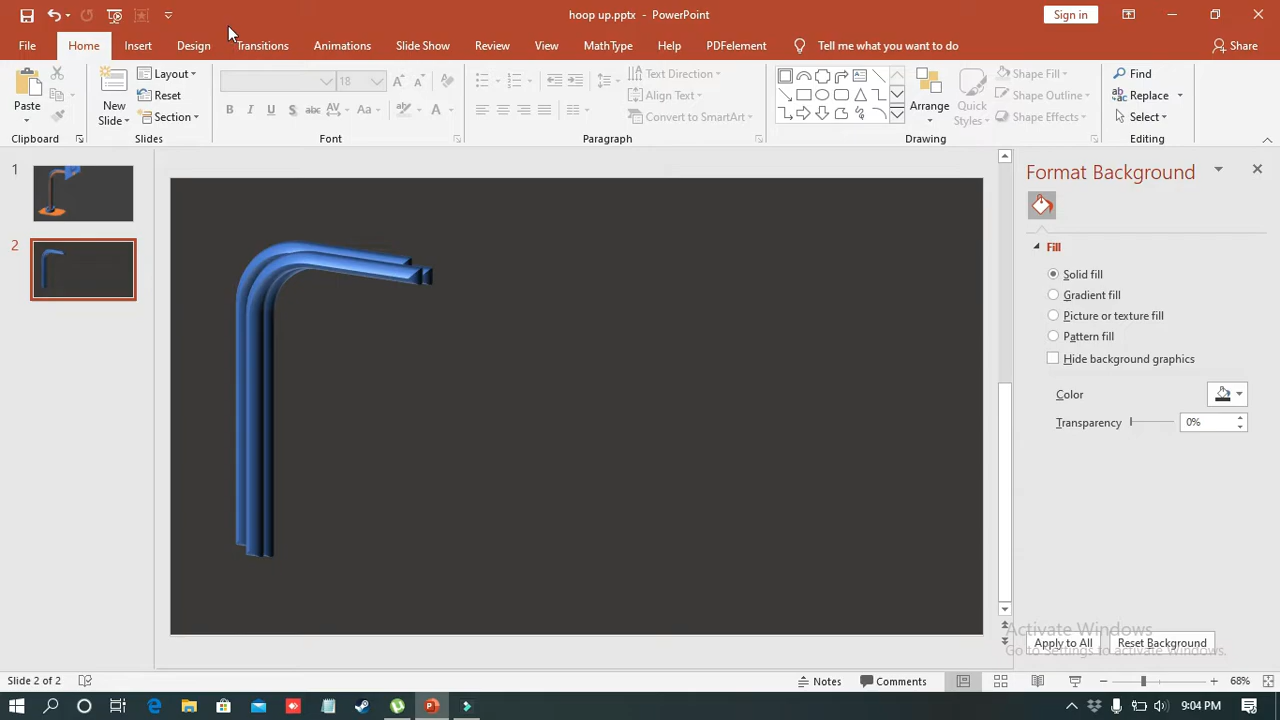 hoop up.pptx - PowerPoint
Sign in
File Home Insert Design Transitions Animations Slide Show Review View MathType Help PDFelement Tell me what you want to do Share
Paste
New Slide
Layout
Reset
Section
18
B I U S abc AV Aa A
Text Direction
Align Text
Convert to SmartArt
Arrange
Quick Styles
Shape Fill
Shape Outline
Shape Effects
Find
Replace
Select
Clipboard Slides Font Paragraph Drawing Editing
1
2
Format Background
Fill
Solid fill
Gradient fill
Picture or texture fill
Pattern fill
Hide background graphics
Color
Transparency 0%
Activate Windows
Go to Settings to activate Windows.
Apply to All Reset Background
Slide 2 of 2 Notes Comments 68%
9:04 PM